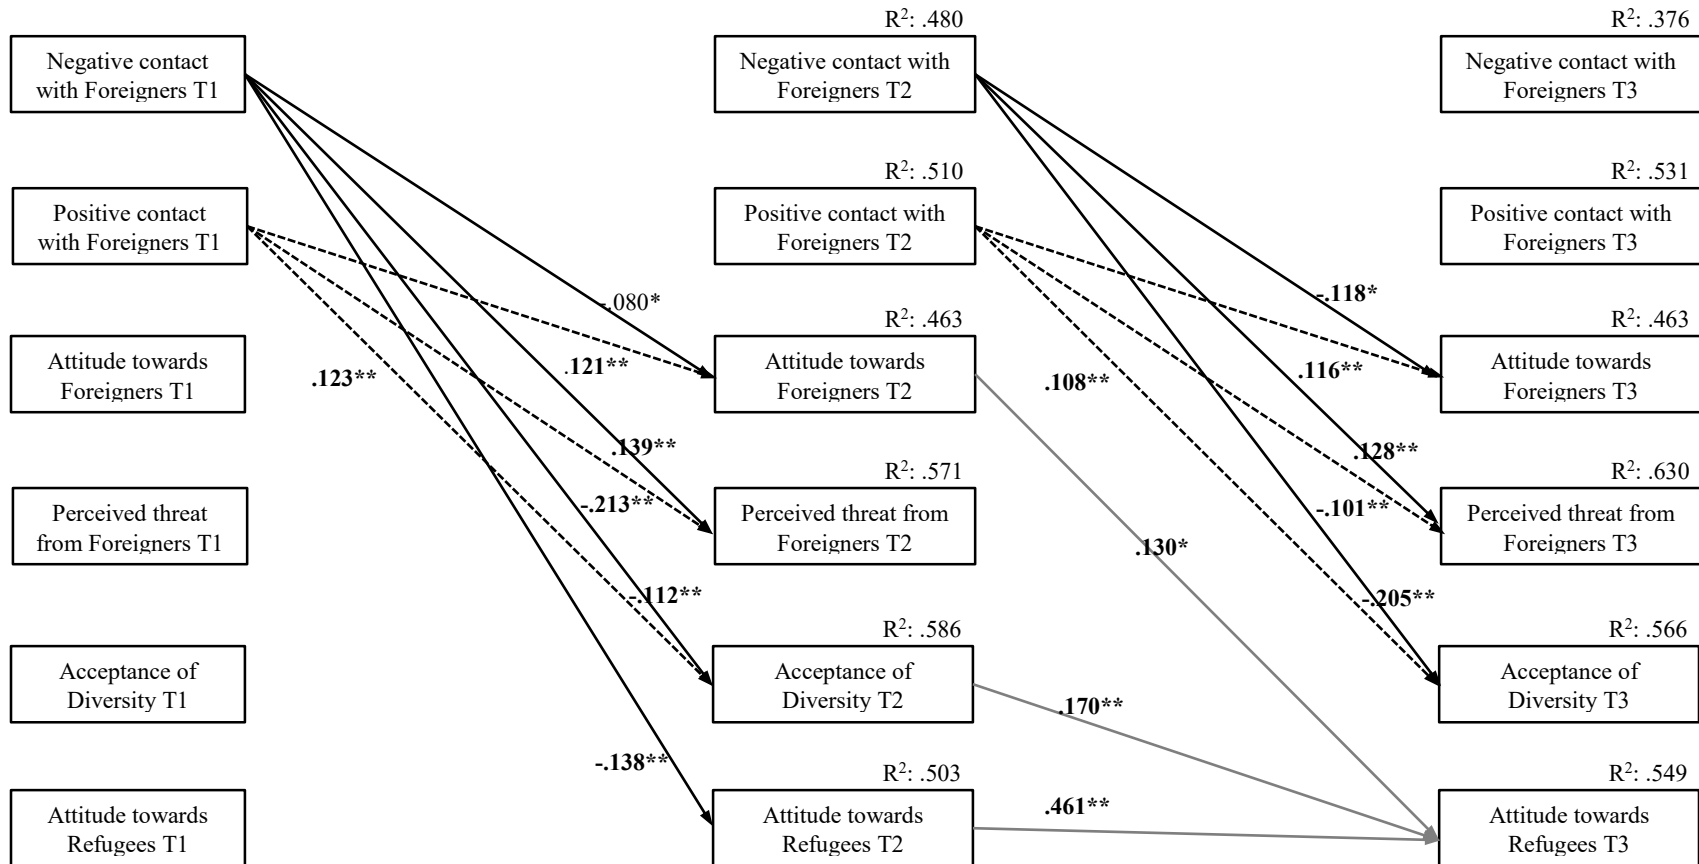 R²: .480
R²: .376
Negative contact
with Foreigners T1
Negative contact with
Foreigners T2
Negative contact with
Foreigners T3
R²: .510
R²: .531
Positive contact
with Foreigners T1
Positive contact with
Foreigners T2
Positive contact with
Foreigners T3
-.080*
-.118*
R²: .463
R²: .463
Attitude towards
Foreigners T1
.123**
.121**
Attitude towards
Foreigners T2
.108**
.116**
Attitude towards
Foreigners T3
.139**
.128**
R²: .571
R²: .630
Perceived threat
from Foreigners T1
-.213**
Perceived threat from
Foreigners T2
-.101**
Perceived threat from
Foreigners T3
.130*
-.112**
-.205**
R²: .586
R²: .566
Acceptance of
Diversity T1
Acceptance of
Diversity T2
.170**
Acceptance of
Diversity T3
-.138**
R²: .503
R²: .549
Attitude towards
Refugees T1
Attitude towards
Refugees T2
.461**
Attitude towards
Refugees T3